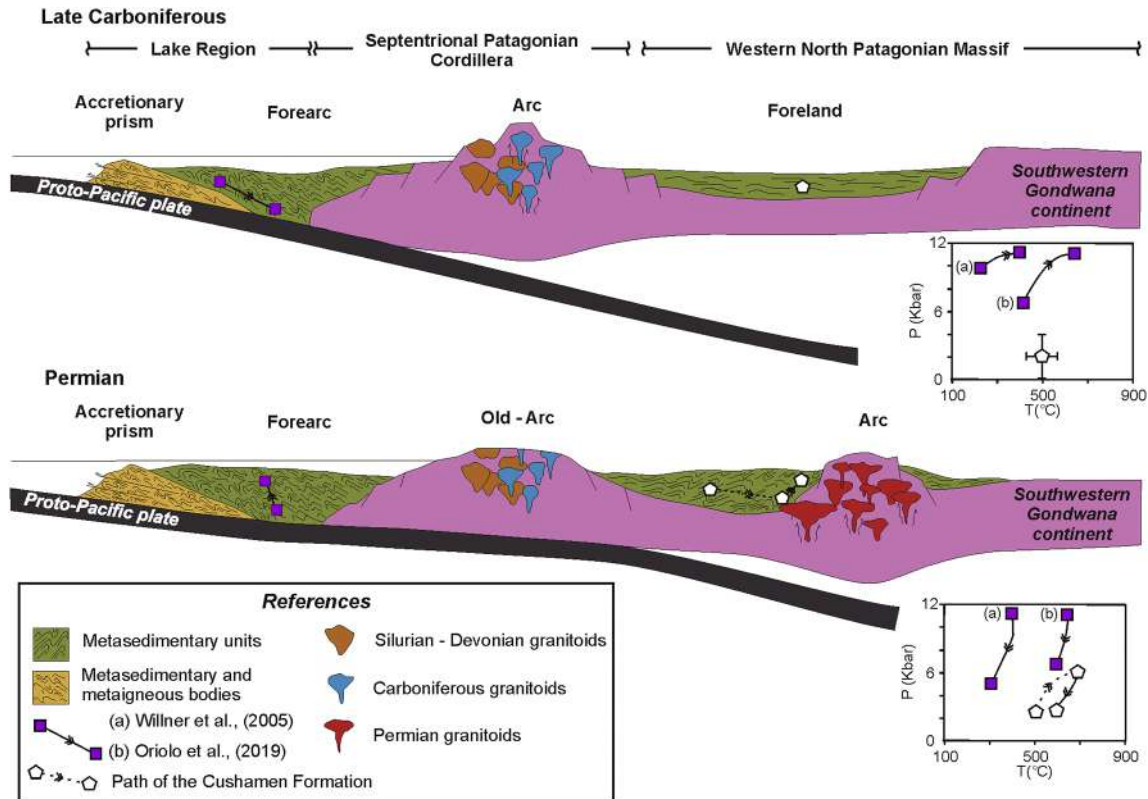 Late Carboniferous
Lake Region
Septentrional Patagonian
Cordillera
Western North Patagonian Massif
Accretionary
prism
Forearc
Arc
Foreland
Proto-Pacific plate
Southwestern
Gondwana
continent
12
(a)
(b)
P (Kbar)
6
0
100
500
900
T(°C)
Permian
Accretionary
prism
Forearc
Old - Arc
Arc
Proto-Pacific plate
Southwestern
Gondwana
continent
12
(a)
(b)
P (Kbar)
6
0
100
500
900
T(°C)
References
Metasedimentary units
Metasedimentary and
metaigneous bodies
(a) Willner et al., (2005)
(b) Oriolo et al., (2019)
Path of the Cushamen Formation
Silurian - Devonian granitoids
Carboniferous granitoids
Permian granitoids